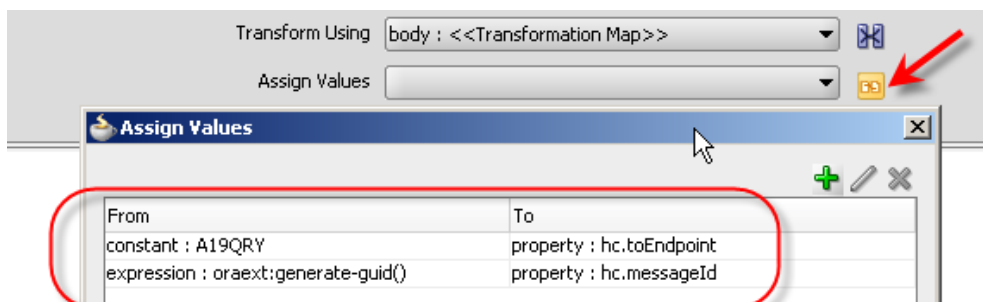 Transform Using body : <<Transformation Map>>
Assign Values
Assign Values
From To
constant : A19QRY property : hc.toEndpoint
expression : oraext:generate-guid() property : hc.messageId